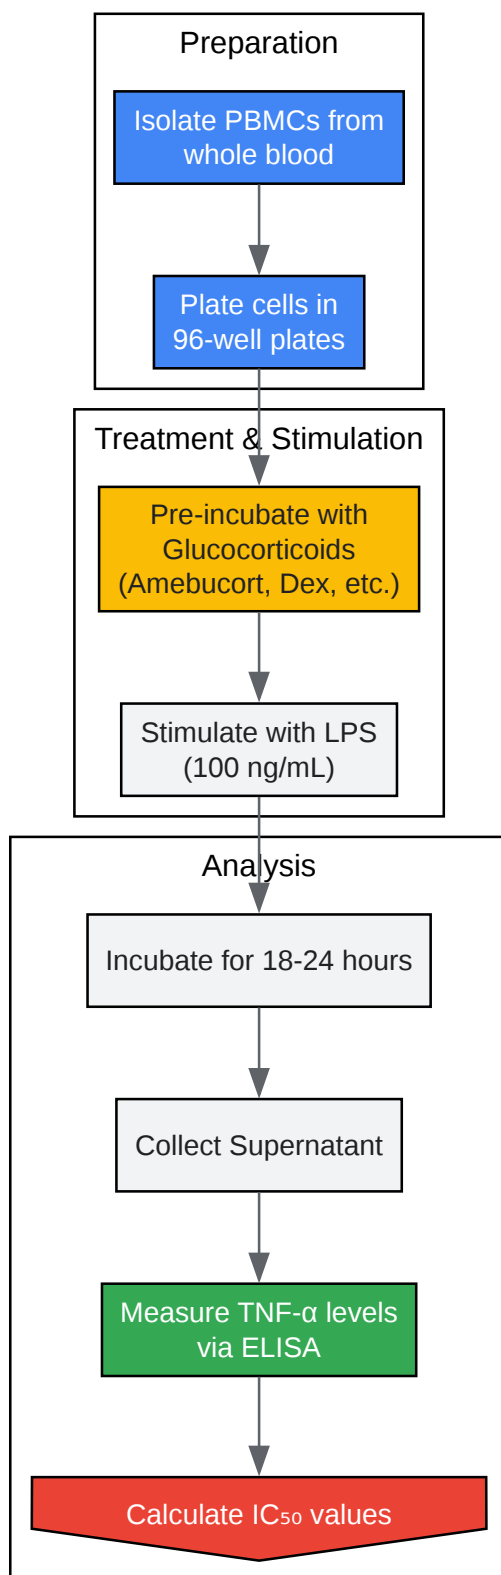 Preparation
Isolate PBMCs from
whole blood
Plate cells in
96-well plates
Treatment & Stimulation
Pre-incubate with
Glucocorticoids
(Amebucort, Dex, etc.)
Stimulate with LPS
(100 ng/mL)
Analysis
Incubate for 18-24 hours
Collect Supernatant
Measure TNF-α levels
via ELISA
Calculate IC₅₀ values